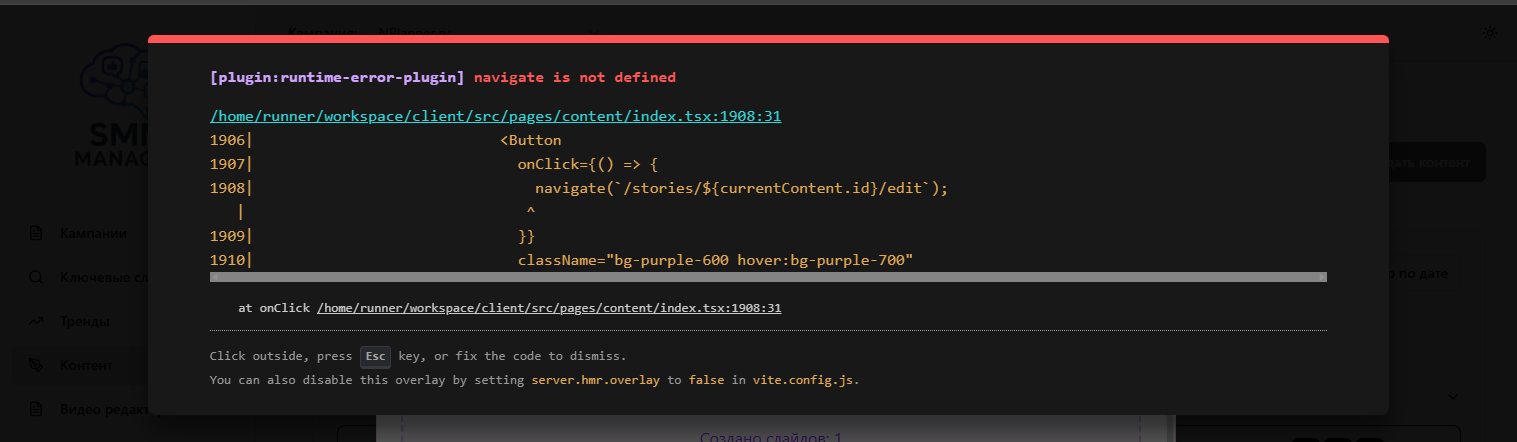 Кампания:
[plugin:runtime-error-plugin] navigate is not defined
/home/runner/workspace/client/src/pages/content/index.tsx:1908:31
1906| <Button
1907| onClick={() => {
1908| navigate(`/stories/${currentContent.id}/edit`);
| ^
1909| }}
1910| className="bg-purple-600 hover:bg-purple-700"
at onClick /home/runner/workspace/client/src/pages/content/index.tsx:1908:31
Click outside, press Esc key, or fix the code to dismiss.
You can also disable this overlay by setting server.hmr.overlay to false in vite.config.js.
SM
MANAG
Кампании
Ключевые сл
Тренды
Контент
Видео редакт
контент
по дате
Создано слайдов: 1